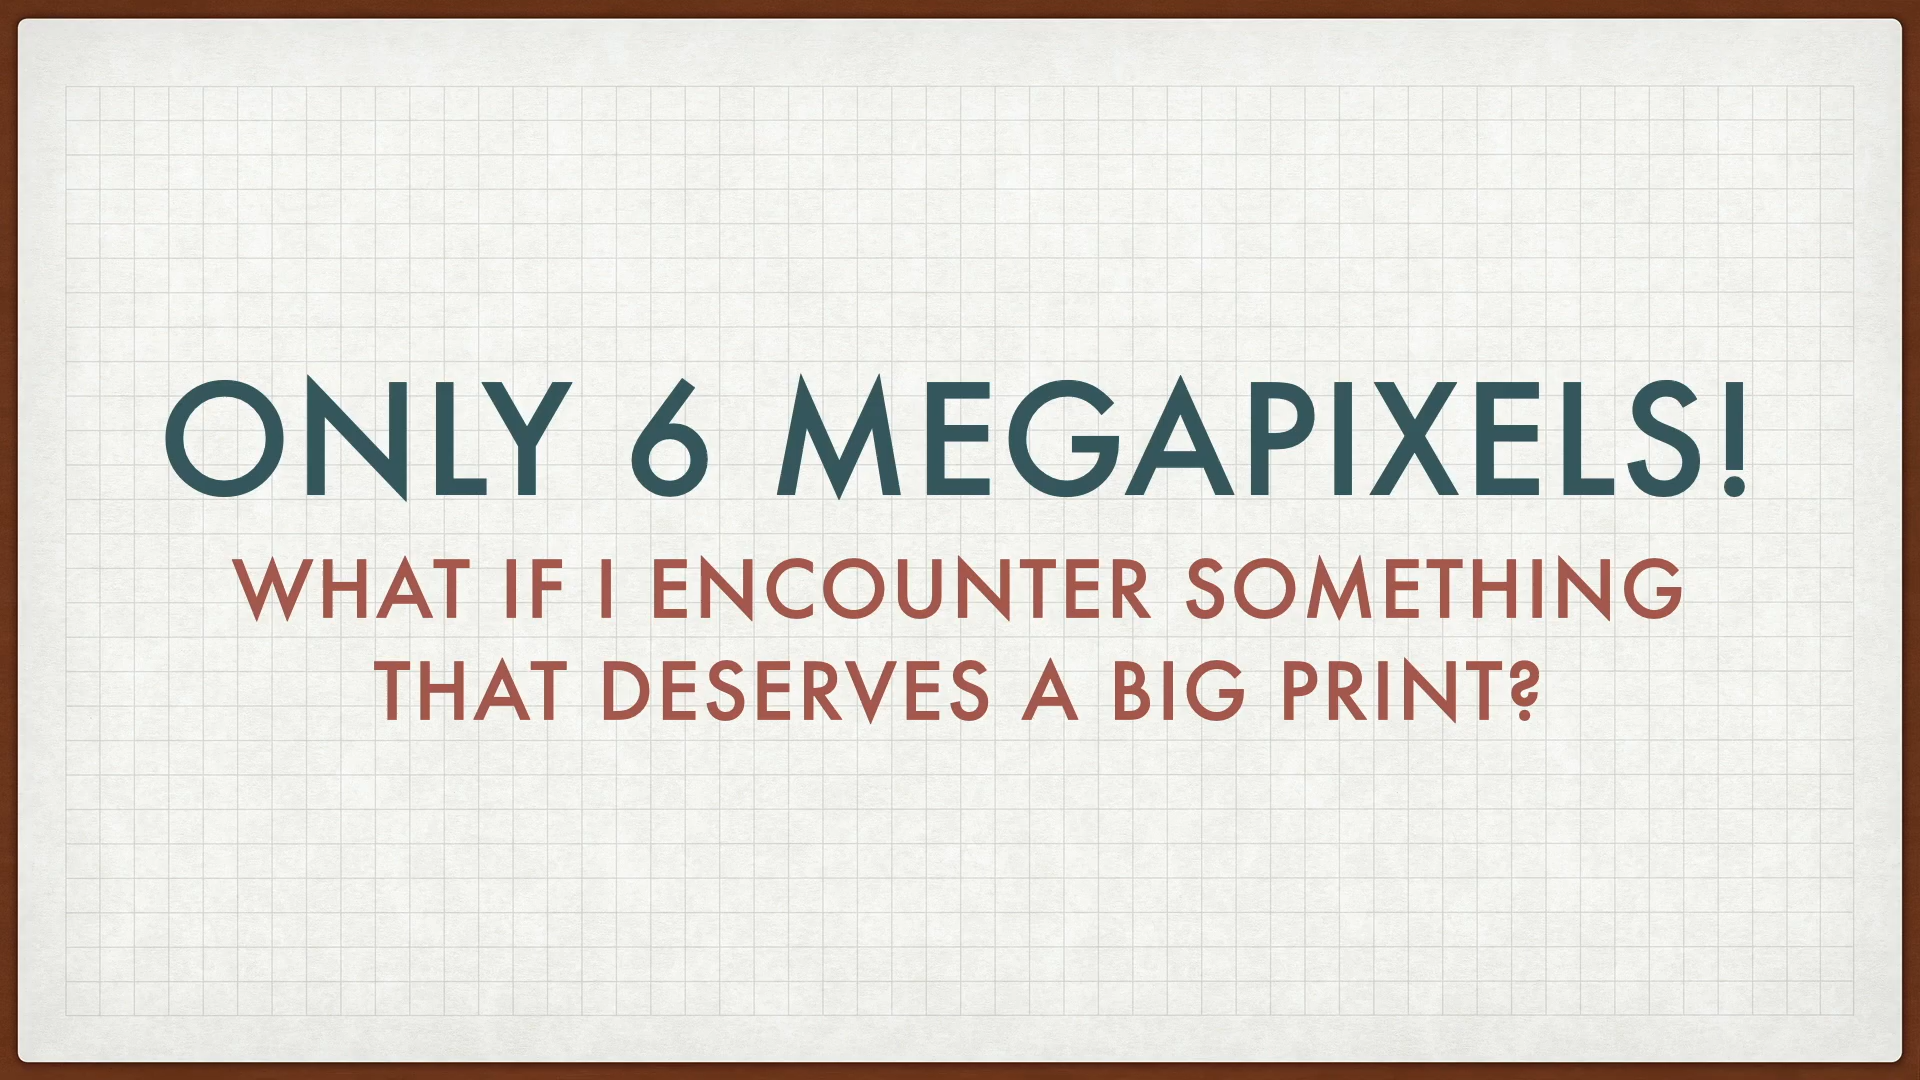 ONLY 6 MEGAPIXELS!
WHAT IF I ENCOUNTER SOMETHING
THAT DESERVES A BIG PRINT?